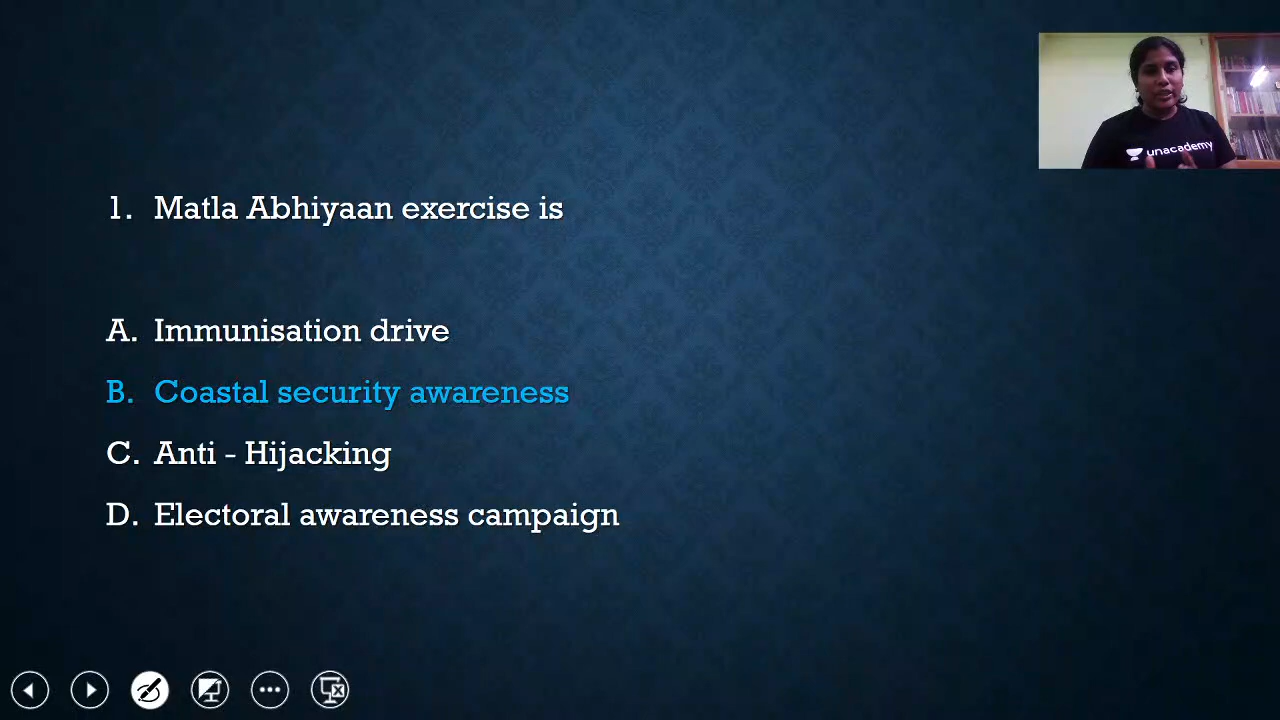 unacademy
1. Matla Abhiyaan exercise is
A. Immunisation drive
B. Coastal security awareness
C. Anti - Hijacking
D. Electoral awareness campaign